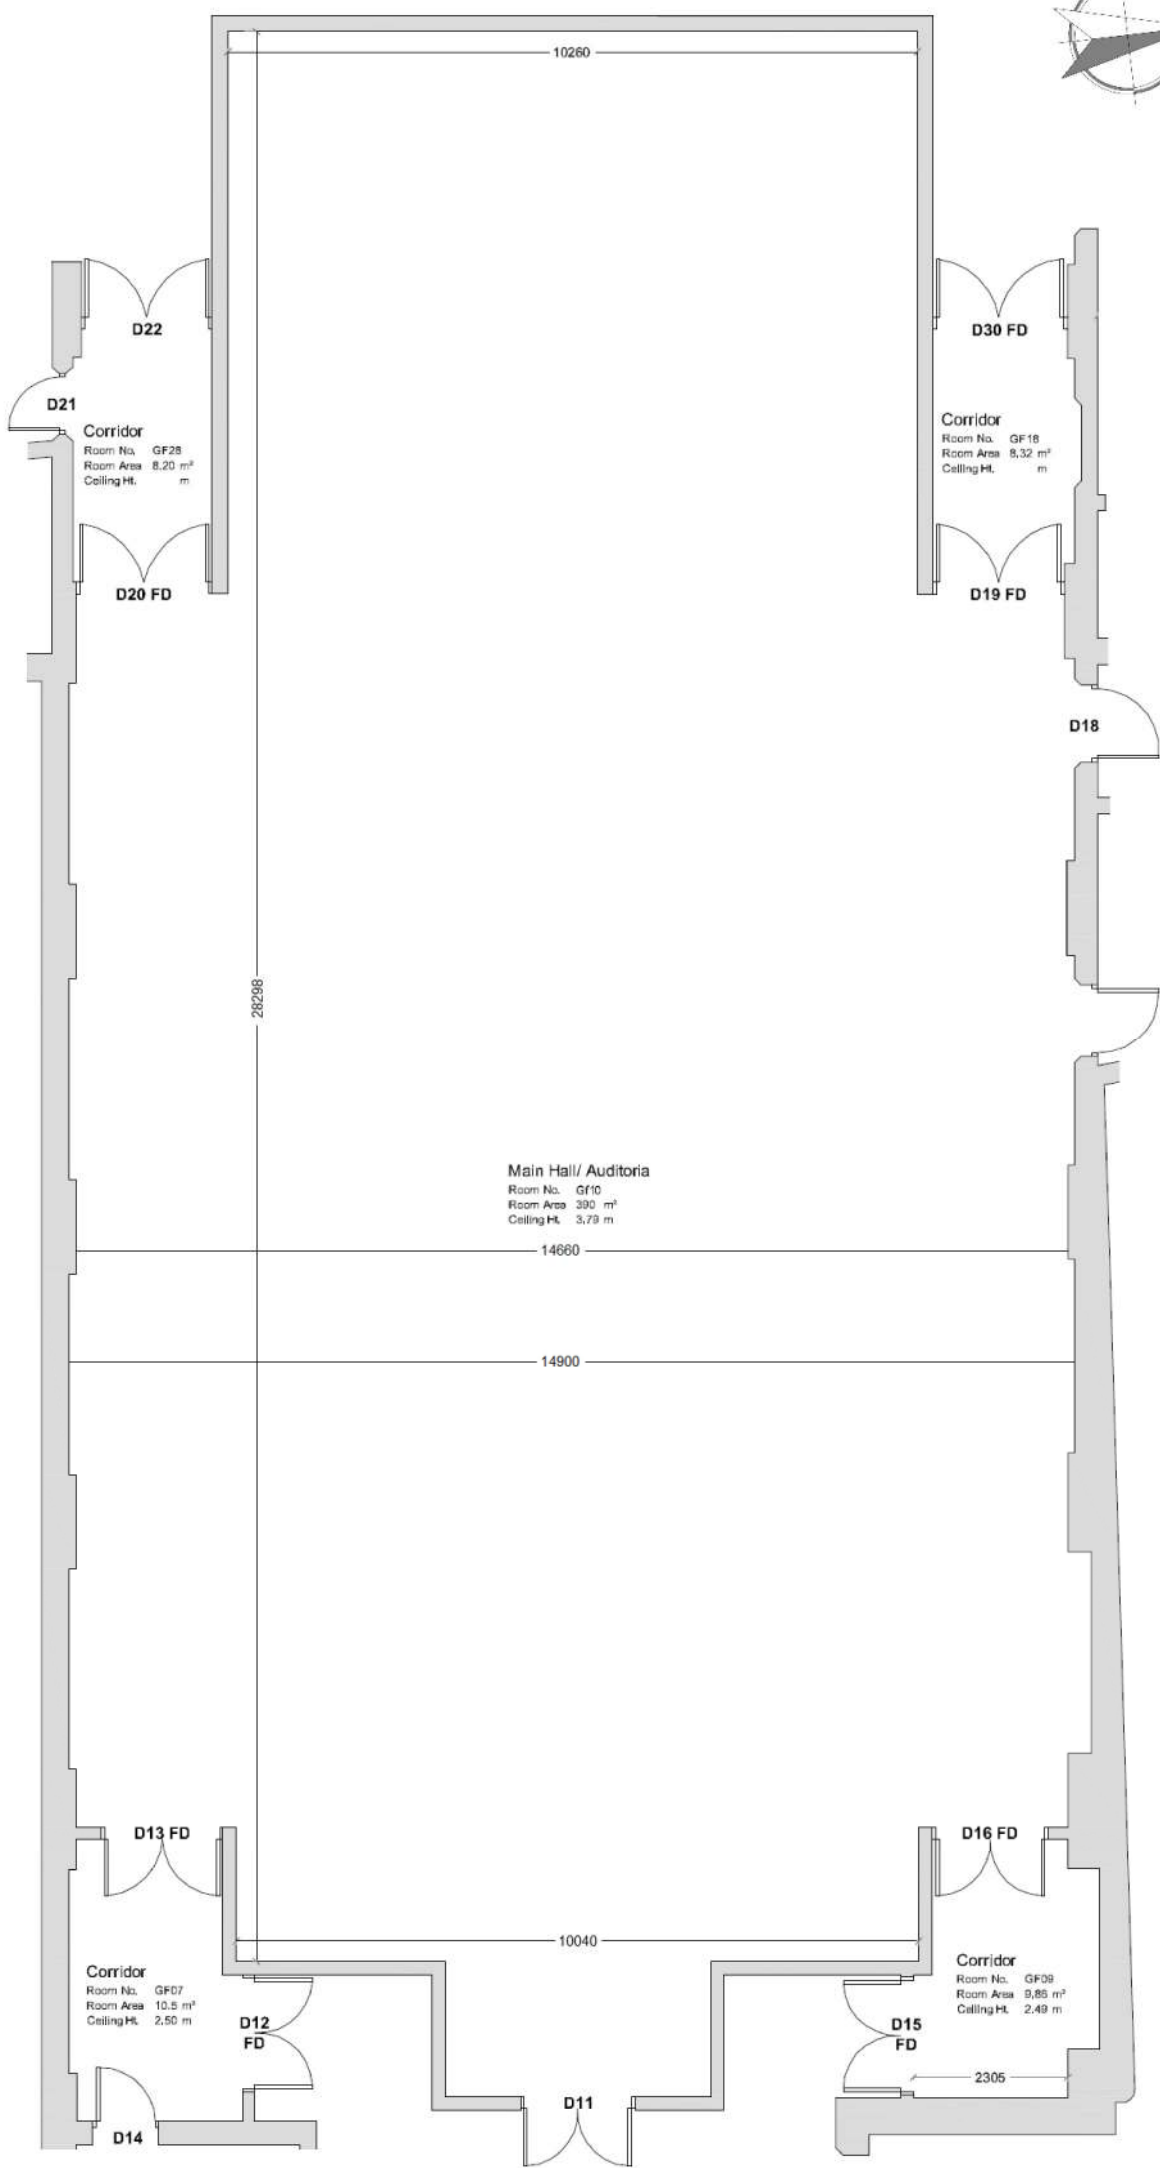 10260
D22
D30 FD
D21
Corridor
Room No. GF28
Room Area 8.20 m²
Ceiling Ht. m
Corridor
Room No. GF18
Room Area 8.32 m²
Ceiling Ht. m
D20 FD
D19 FD
D18
28298
Main Hall/ Auditoria
Room No. Gf10
Room Area 390 m²
Ceiling Ht. 3.79 m
14660
14900
D13 FD
D16 FD
10040
Corridor
Room No. GF07
Room Area 10.5 m²
Ceiling Ht. 2.50 m
D12
FD
Corridor
Room No. GF09
Room Area 9.86 m²
Ceiling Ht. 2.49 m
D15
FD
2305
D11
D14